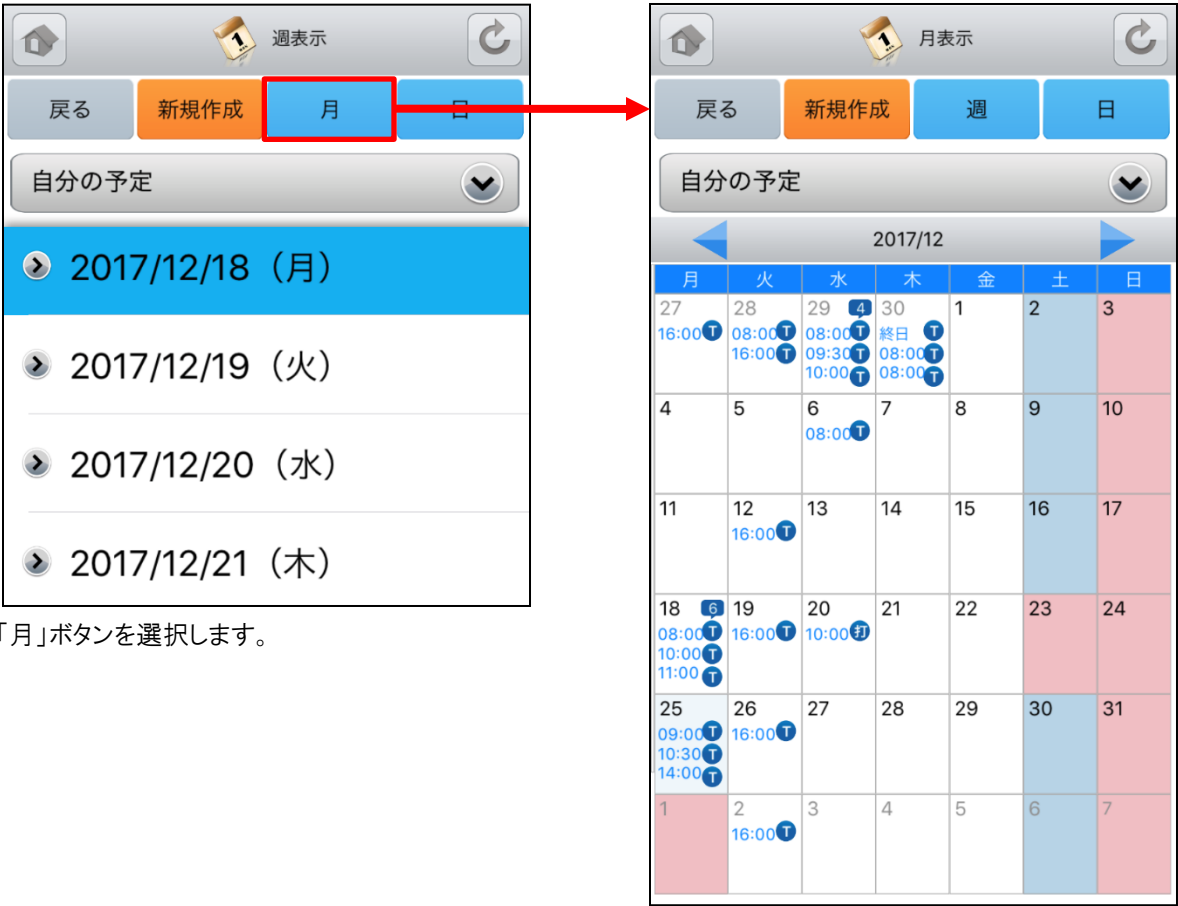 週表示
戻る 新規作成 月 日
自分の予定
2017/12/18（月）
2017/12/19（火）
2017/12/20（水）
2017/12/21（木）
「月」ボタンを選択します。
月表示
戻る 新規作成 週 日
自分の予定
2017/12
月 火 水 木 金 土 日
27 28 29 4 30 1 2 3
16:00 T 08:00 T 08:00 T 終日 T
16:00 T 09:30 T 08:00 T
10:00 T 08:00 T
4 5 6 7 8 9 10
08:00 T
11 12 13 14 15 16 17
16:00 T
18 6 19 20 21 22 23 24
08:00 T 16:00 T 10:00 打
10:00 T
11:00 T
25 26 27 28 29 30 31
09:00 T 16:00 T
10:30 T
14:00 T
1 2 3 4 5 6 7
16:00 T